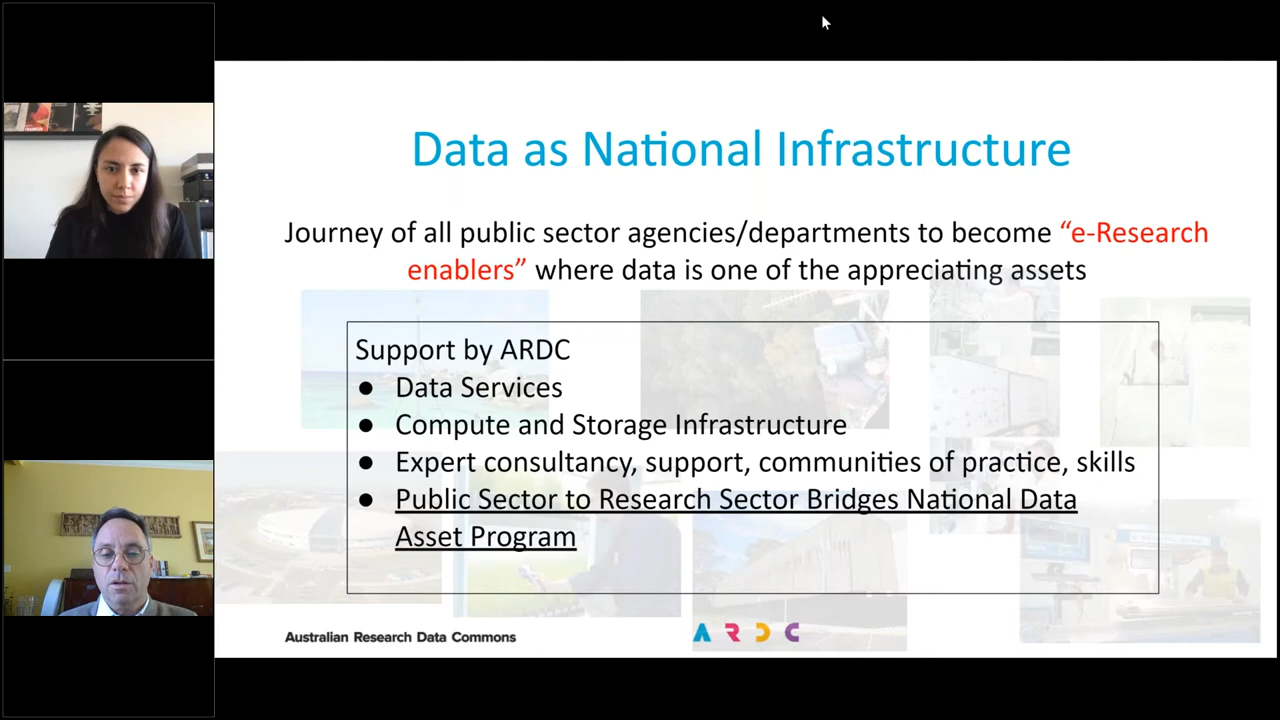 Data as National Infrastructure
Journey of all public sector agencies/departments to become “e-Research
enablers” where data is one of the appreciating assets
Support by ARDC
● Data Services
● Compute and Storage Infrastructure
● Expert consultancy, support, communities of practice, skills
● Public Sector to Research Sector Bridges National Data
Asset Program
Australian Research Data Commons
ARDC